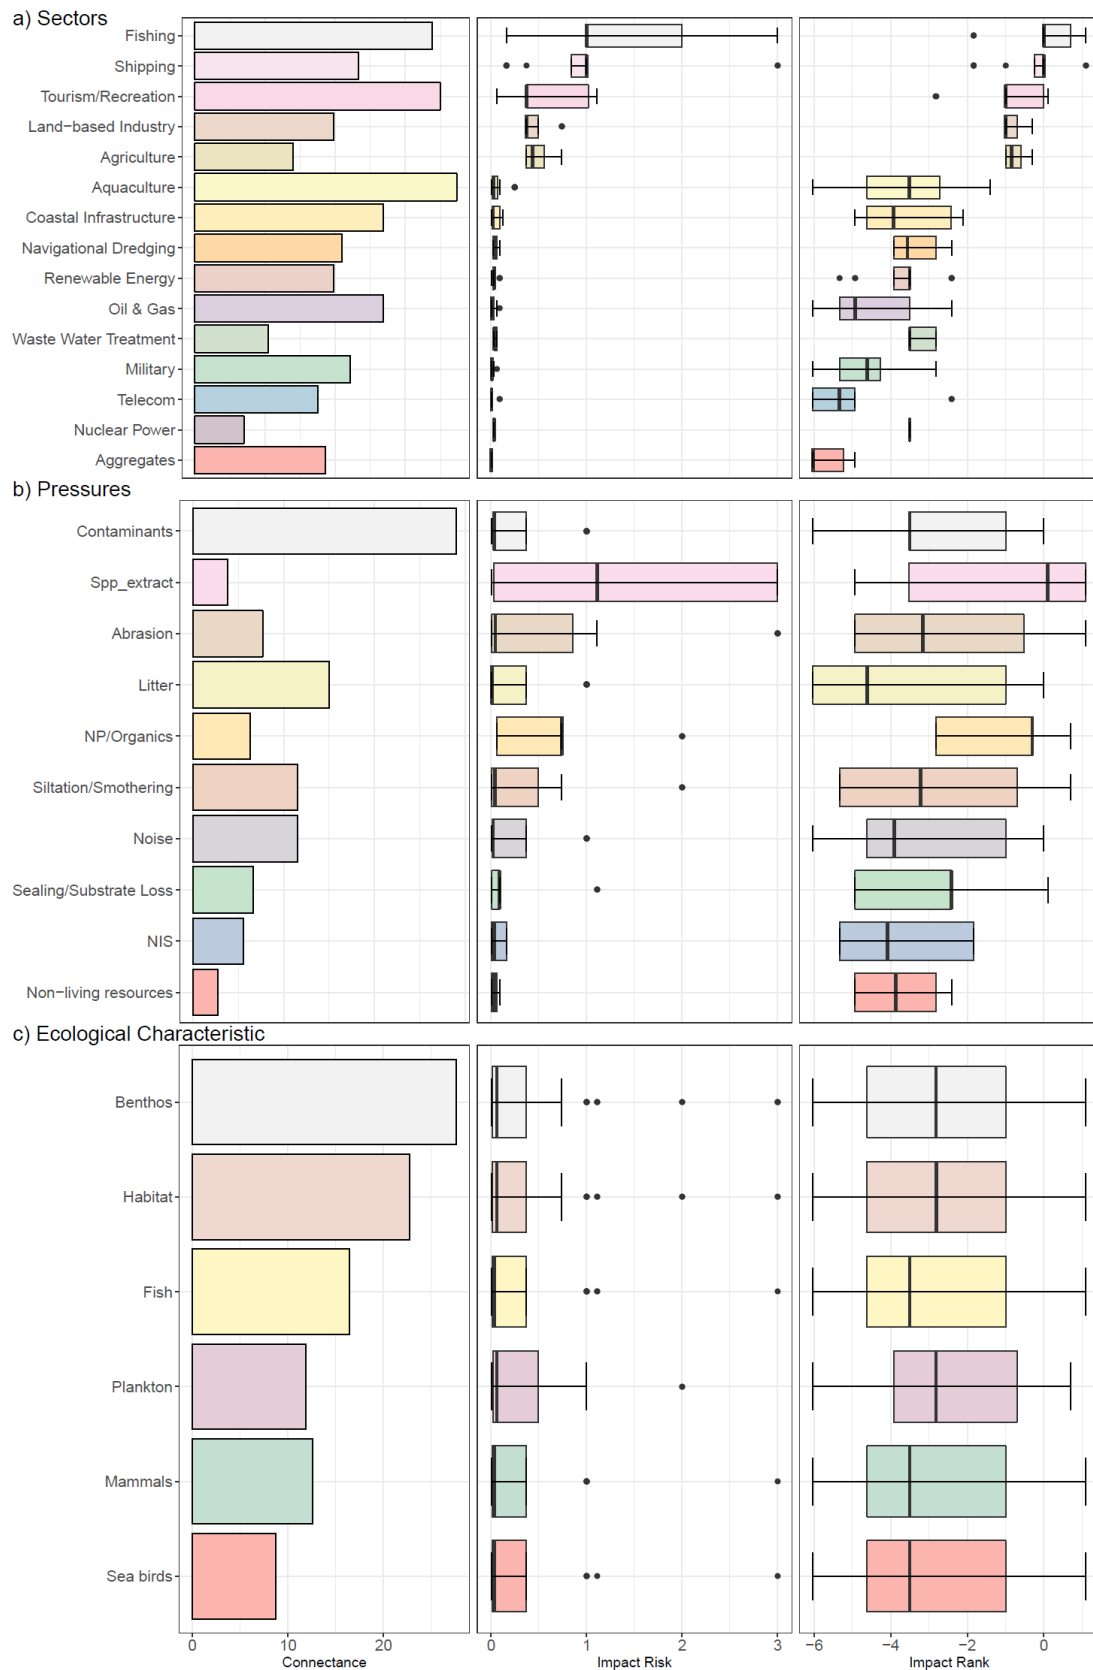 a) Sectors
Fishing
Shipping
Tourism/Recreation
Land−based Industry
Agriculture
Aquaculture
Coastal Infrastructure
Navigational Dredging
Renewable Energy
Oil & Gas
Waste Water Treatment
Military
Telecom
Nuclear Power
Aggregates
b) Pressures
Contaminants
Spp_extract
Abrasion
Litter
NP/Organics
Siltation/Smothering
Noise
Sealing/Substrate Loss
NIS
Non−living resources
c) Ecological Characteristic
Benthos
Habitat
Fish
Plankton
Mammals
Sea birds
0 10 20 0 1 2 3 −6 −4 −2 0
Connectance Impact Risk Impact Rank